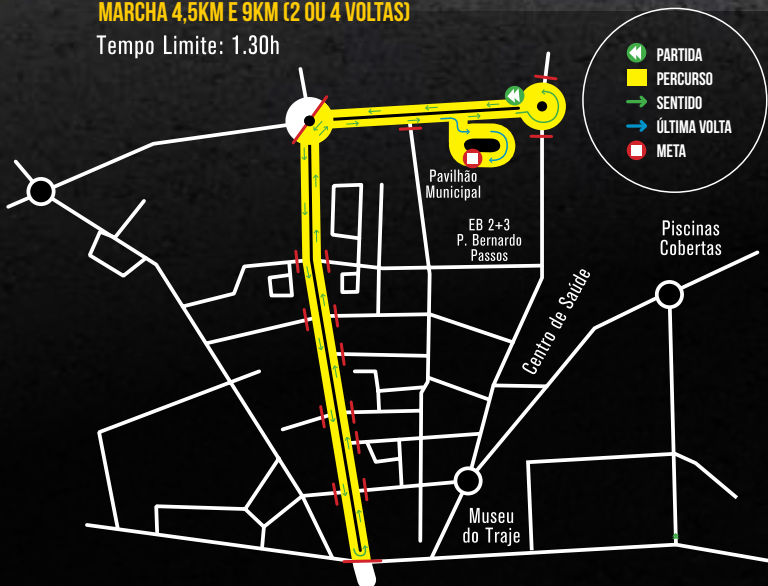 MARCHA 4,5KM E 9KM (2 OU 4 VOLTAS)
Tempo Limite: 1.30h
PARTIDA
PERCURSO
SENTIDO
ÚLTIMA VOLTA
META
Pavilhão
Municipal
EB 2+3
P. Bernardo
Passos
Piscinas
Cobertas
Centro de Saúde
Museu
do Traje